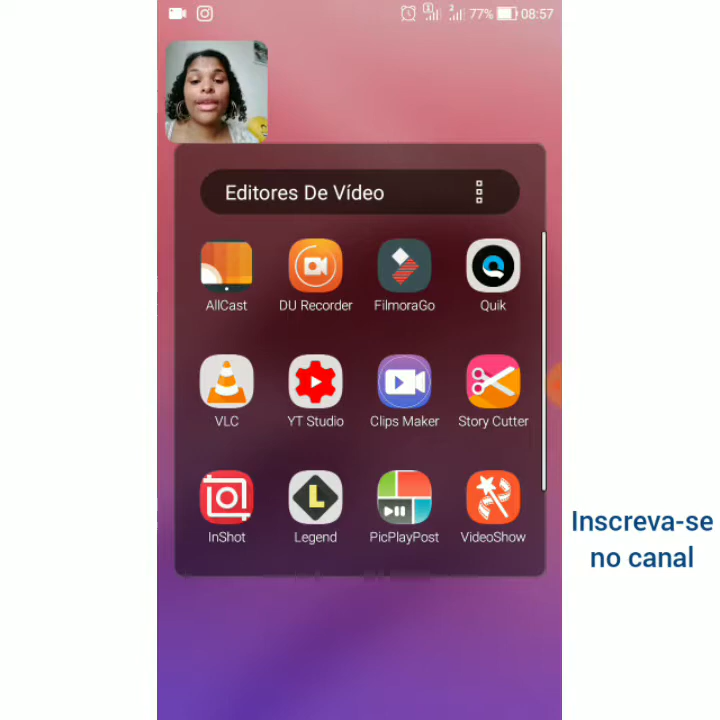 77% 08:57
Editores De Vídeo
AllCast DU Recorder FilmoraGo Quik
VLC YT Studio Clips Maker Story Cutter
InShot Legend PicPlayPost VideoShow
Inscreva-se
no canal